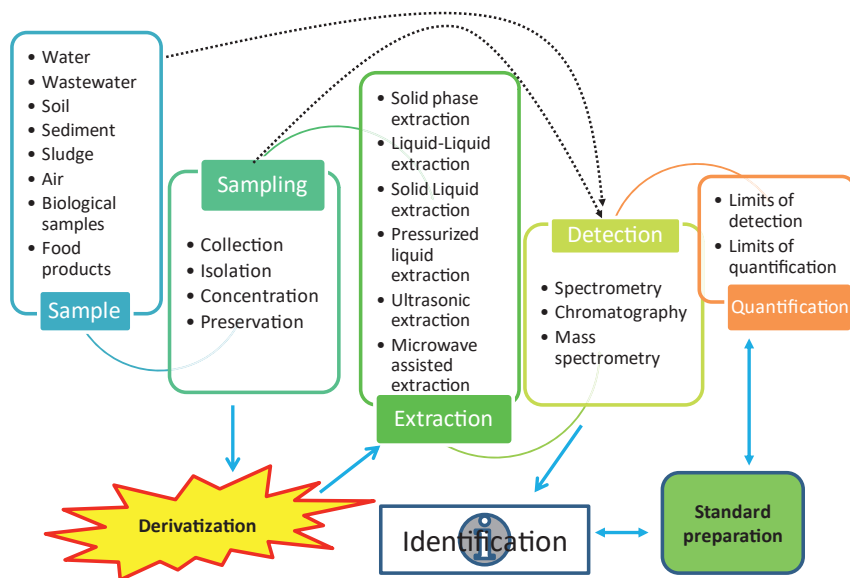 • Water
• Wastewater
• Soil
• Sediment
• Sludge
• Air
• Biological
samples
• Food
products
Sample
Sampling
• Collection
• Isolation
• Concentration
• Preservation
• Solid phase
extraction
• Liquid-Liquid
extraction
• Solid Liquid
extraction
• Pressurized
liquid
extraction
• Ultrasonic
extraction
• Microwave
assisted
extraction
Extraction
Detection
• Spectrometry
• Chromatography
• Mass
spectrometry
• Limits of
detection
• Limits of
quantification
Quantification
Derivatization
Identification
Standard
preparation